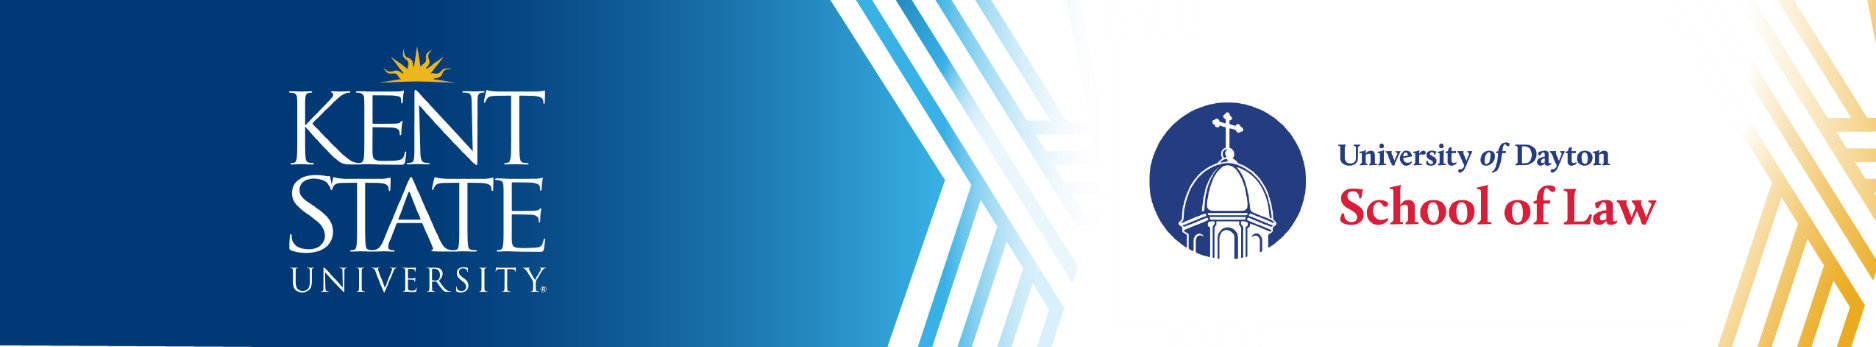 KENT
STATE
UNIVERSITY®
University of Dayton
School of Law